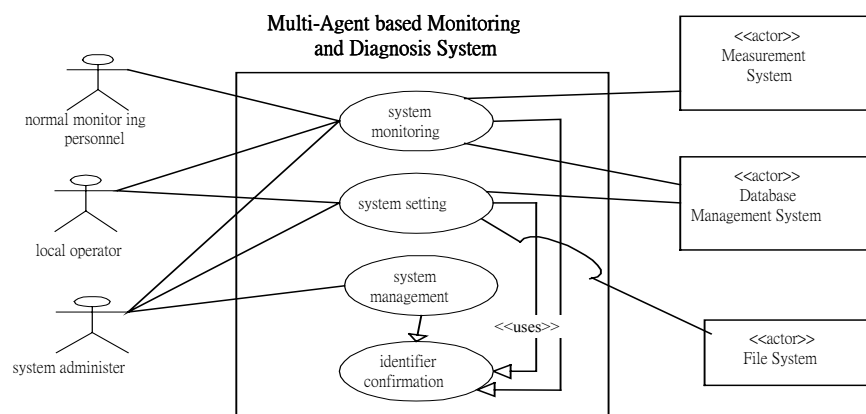 Multi-Agent based Monitoring
and Diagnosis System
normal monitor ing
personnel
local operator
system administer
system
monitoring
system setting
system
management
<<uses>>
identifier
confirmation
<<actor>>
Measurement
System
<<actor>>
Database
Management System
<<actor>>
File System